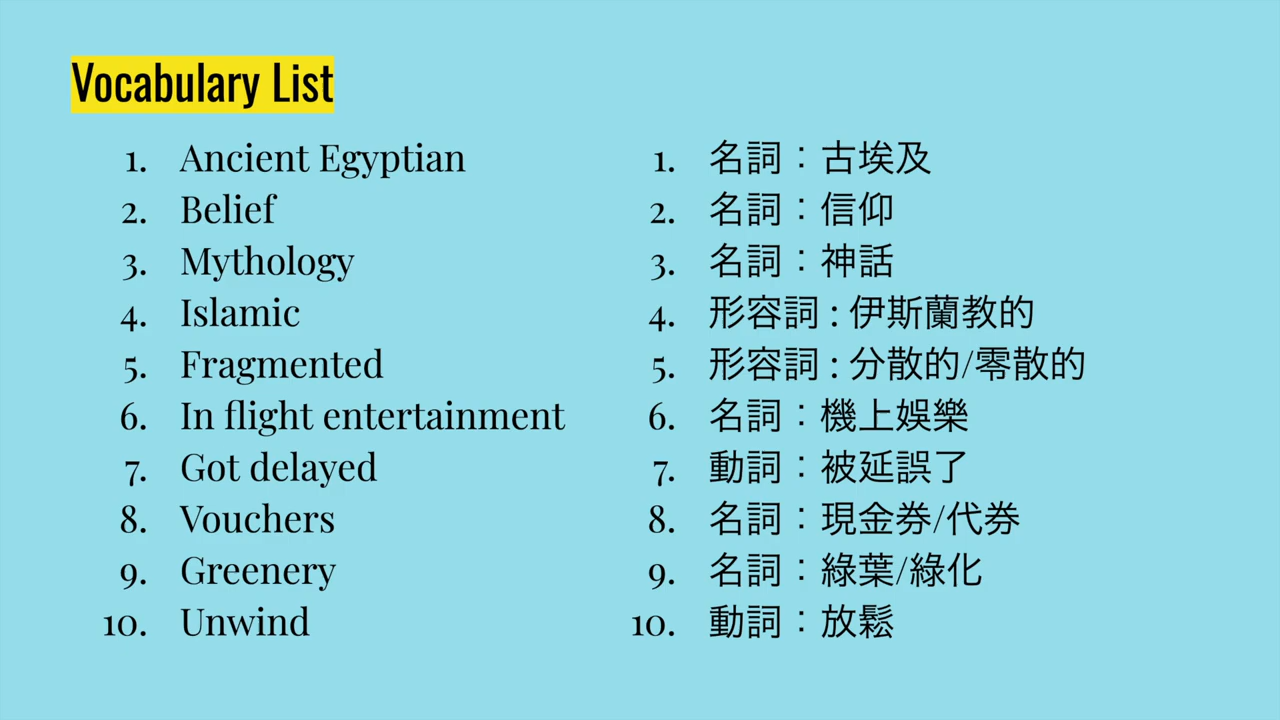 Vocabulary List
1. Ancient Egyptian
2. Belief
3. Mythology
4. Islamic
5. Fragmented
6. In flight entertainment
7. Got delayed
8. Vouchers
9. Greenery
10. Unwind
1. 名詞：古埃及
2. 名詞：信仰
3. 名詞：神話
4. 形容詞 : 伊斯蘭教的
5. 形容詞 : 分散的/零散的
6. 名詞：機上娛樂
7. 動詞：被延誤了
8. 名詞：現金券/代券
9. 名詞：綠葉/綠化
10. 動詞：放鬆